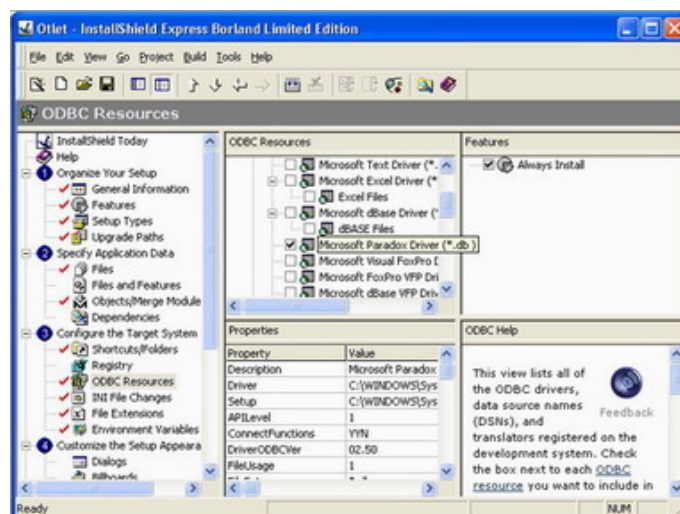 Otlet - InstallShield Express Borland Limited Edition
File Edit View Go Project Build Tools Help
ODBC Resources
InstallShield Today
Help
1 Organize Your Setup
General Information
Features
Setup Types
Upgrade Paths
2 Specify Application Data
Files
Files and Features
Objects/Merge Module
Dependencies
3 Configure the Target System
Shortcuts/Folders
Registry
ODBC Resources
INI File Changes
File Extensions
Environment Variables
4 Customize the Setup Appeara
Dialogs
Billboards
ODBC Resources
Microsoft Text Driver (*.
Microsoft Excel Driver (*
Excel Files
Microsoft dBase Driver (*
dBASE Files
Microsoft Paradox Driver (*.db )
Microsoft Visual FoxPro D
Microsoft FoxPro VFP Dri
Microsoft dBase VFP Driv
Features
Always Install
Properties
Property Value
Description Microsoft Paradox
Driver C:\WINDOWS\Sys
Setup C:\WINDOWS\Sys
APILevel 1
ConnectFunctions YYN
DriverODBCVer 02.50
FileUsage 1
ODBC Help
This view lists all of
the ODBC drivers,
data source names
(DSNs), and
translators registered on the
development system. Check
the box next to each ODBC
resource you want to include in
Feedback
Ready
NUM